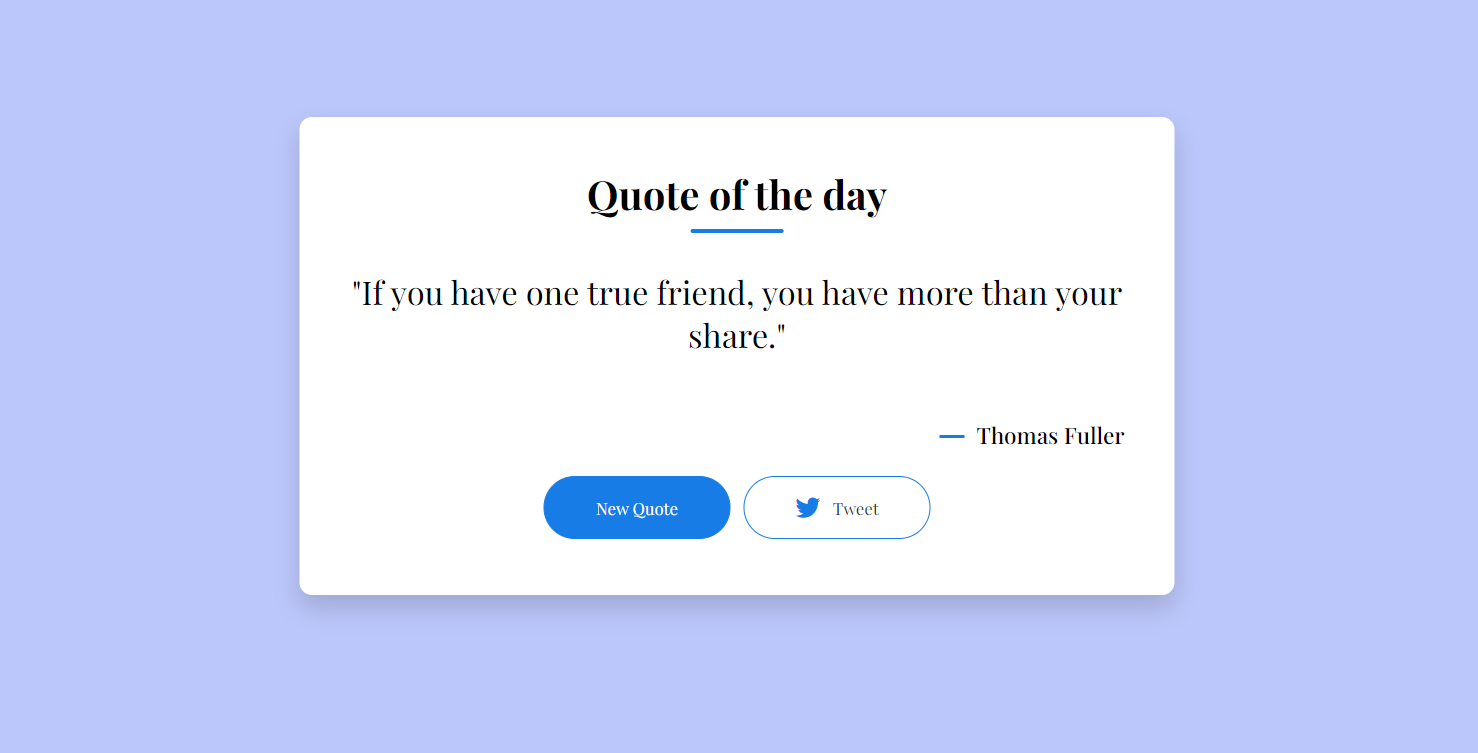 Quote of the day
"If you have one true friend, you have more than your
share."
Thomas Fuller
New Quote
Tweet